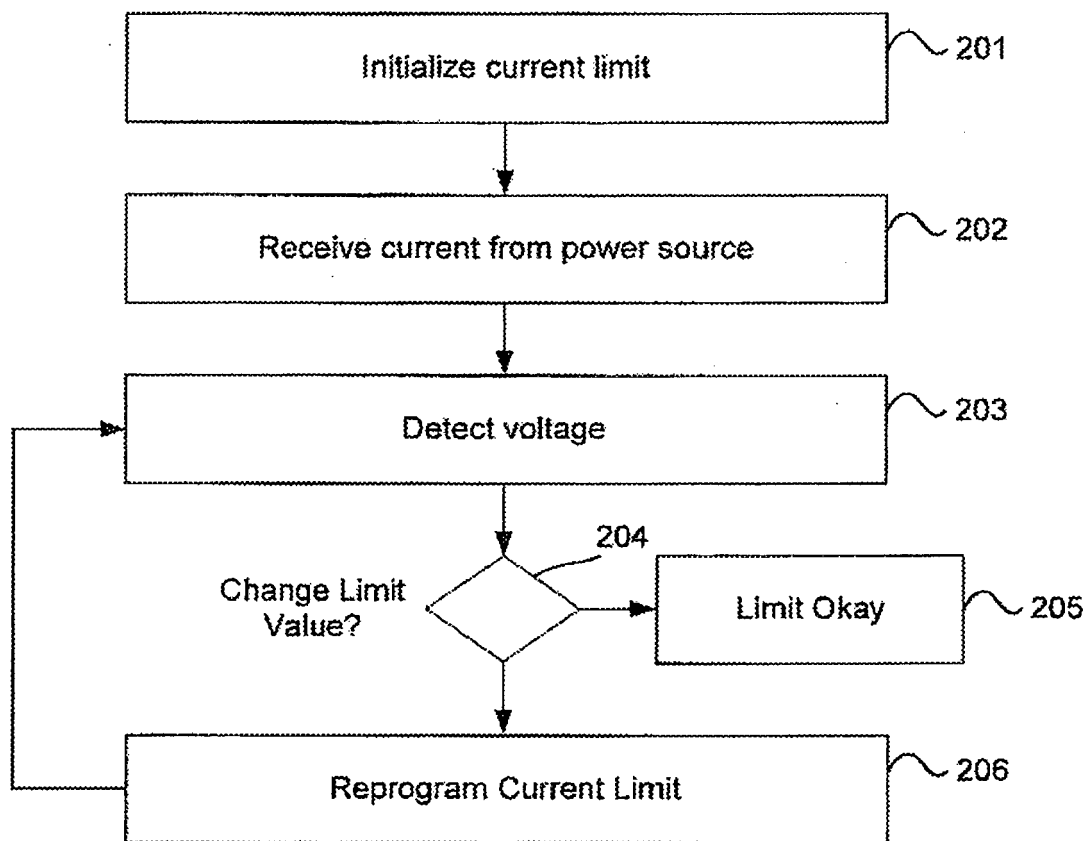 Initialize current limit
201
Receive current from power source
202
Detect voltage
203
204
Change Limit
Value?
Limit Okay
205
Reprogram Current Limit
206